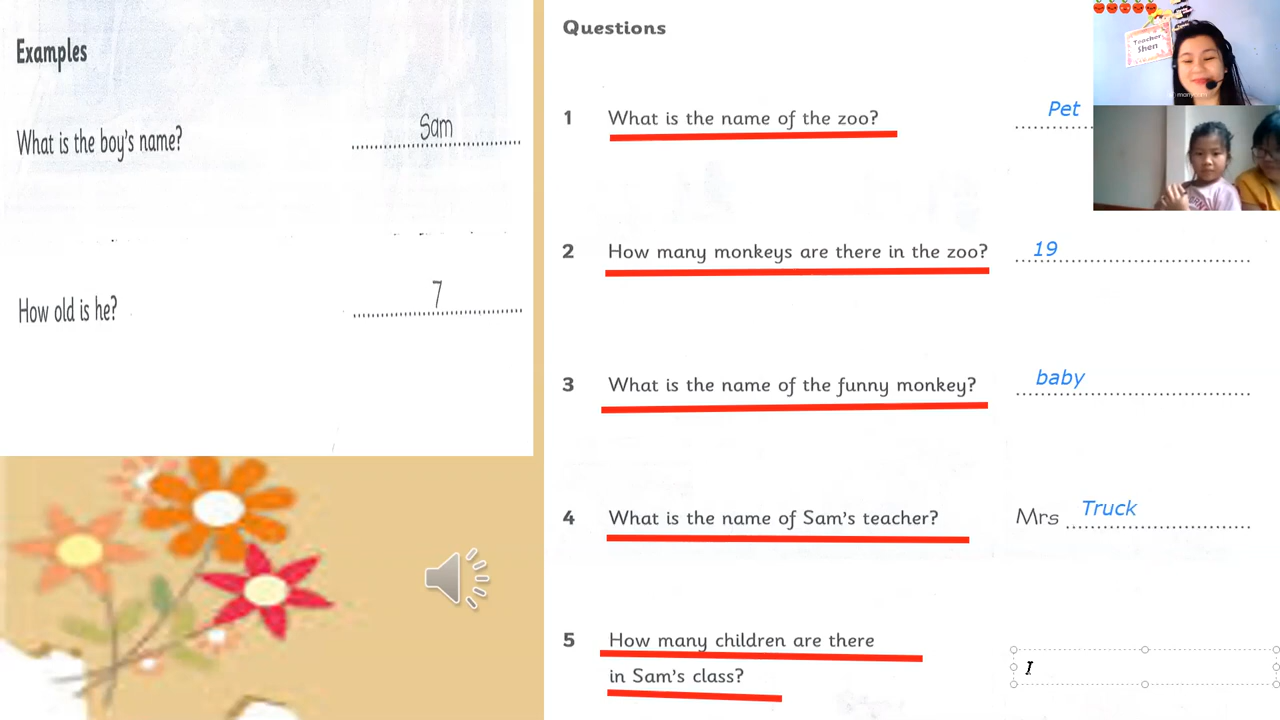 Examples
What is the boy's name? Sam
How old is he? 7
Questions
1 What is the name of the zoo? Pet
2 How many monkeys are there in the zoo? 19
3 What is the name of the funny monkey? baby
4 What is the name of Sam's teacher? Mrs Truck
5 How many children are there
in Sam's class?
Teacher
Shen